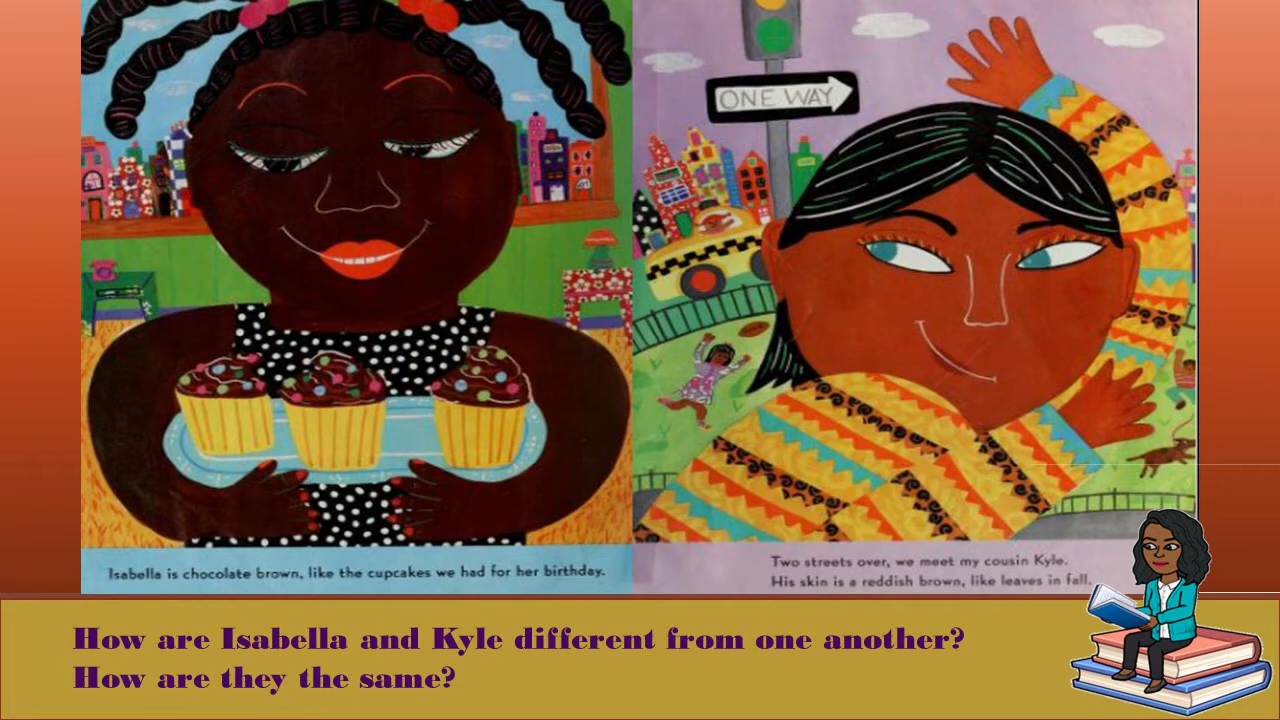 ONE WAY
Isabella is chocolate brown, like the cupcakes we had for her birthday.
Two streets over, we meet my cousin Kyle.
His skin is a reddish brown, like leaves in fall.
How are Isabella and Kyle different from one another?
How are they the same?